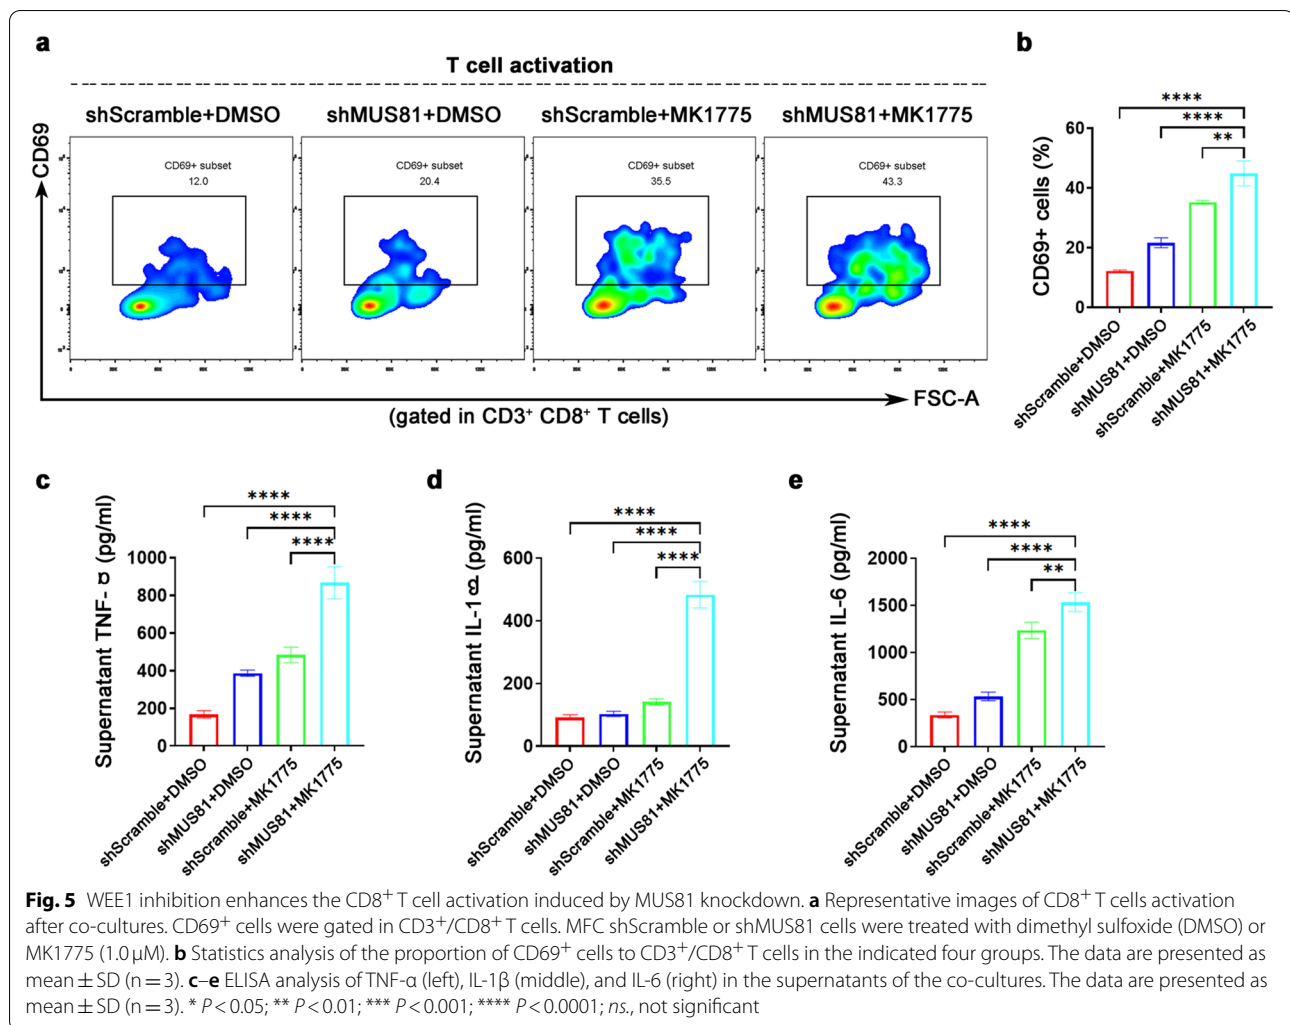 a
T cell activation
shScramble+DMSO shMUS81+DMSO shScramble+MK1775 shMUS81+MK1775
CD69
CD69+ subset
12.0
CD69+ subset
20.4
CD69+ subset
35.5
CD69+ subset
43.3
FSC-A
(gated in CD3⁺ CD8⁺ T cells)
b
CD69+ cells (%)
60
40
20
0
****
****
**
shScramble+DMSO
shMUS81+DMSO
shScramble+MK1775
shMUS81+MK1775
c
Supernatant TNF- α (pg/ml)
1000
800
600
400
200
0
****
****
****
shScramble+DMSO
shMUS81+DMSO
shScramble+MK1775
shMUS81+MK1775
d
Supernatant IL-1β (pg/ml)
600
400
200
0
****
****
****
shScramble+DMSO
shMUS81+DMSO
shScramble+MK1775
shMUS81+MK1775
e
Supernatant IL-6 (pg/ml)
2000
1500
1000
500
0
****
****
**
shScramble+DMSO
shMUS81+DMSO
shScramble+MK1775
shMUS81+MK1775
Fig. 5 WEE1 inhibition enhances the CD8⁺ T cell activation induced by MUS81 knockdown. a Representative images of CD8⁺ T cells activation
after co-cultures. CD69⁺ cells were gated in CD3⁺/CD8⁺ T cells. MFC shScramble or shMUS81 cells were treated with dimethyl sulfoxide (DMSO) or
MK1775 (1.0 μM). b Statistics analysis of the proportion of CD69⁺ cells to CD3⁺/CD8⁺ T cells in the indicated four groups. The data are presented as
mean ± SD (n = 3). c–e ELISA analysis of TNF-α (left), IL-1β (middle), and IL-6 (right) in the supernatants of the co-cultures. The data are presented as
mean ± SD (n = 3). * P < 0.05; ** P < 0.01; *** P < 0.001; **** P < 0.0001; ns., not significant